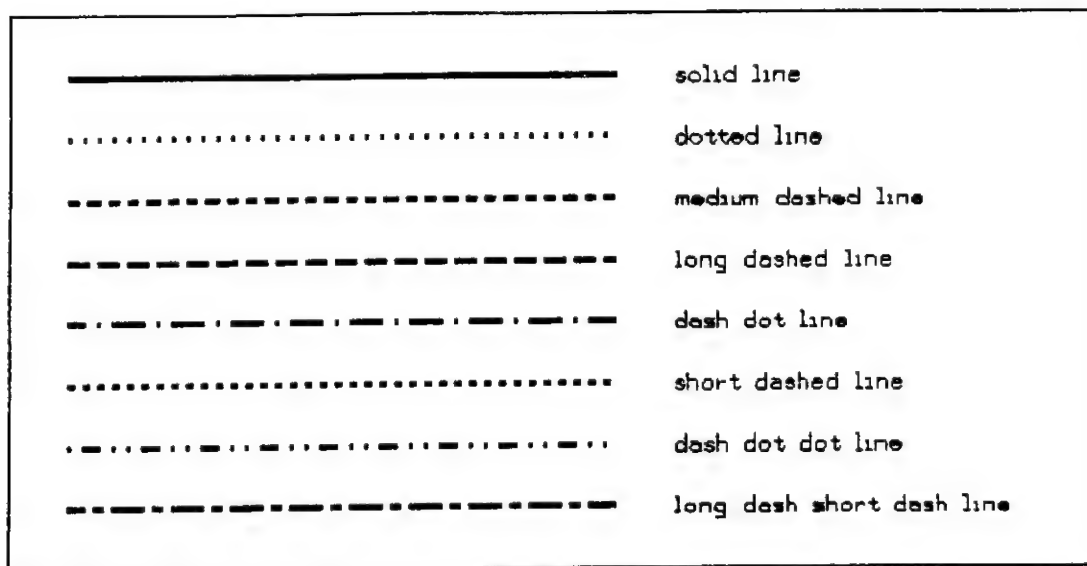 solid line
dotted line
medium dashed line
long dashed line
dash dot line
short dashed line
dash dot dot line
long dash short dash line